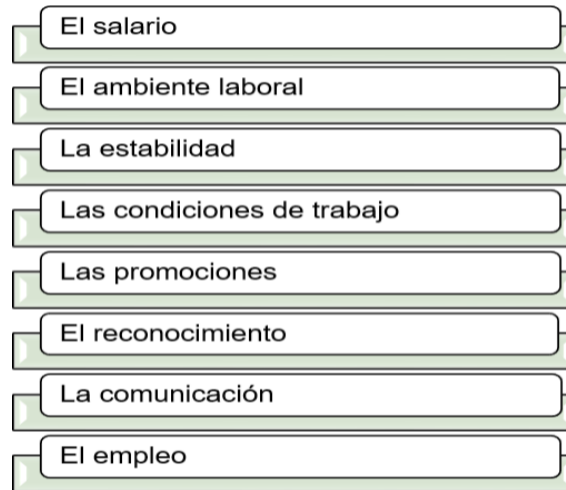 El salario
El ambiente laboral
La estabilidad
Las condiciones de trabajo
Las promociones
El reconocimiento
La comunicación
El empleo